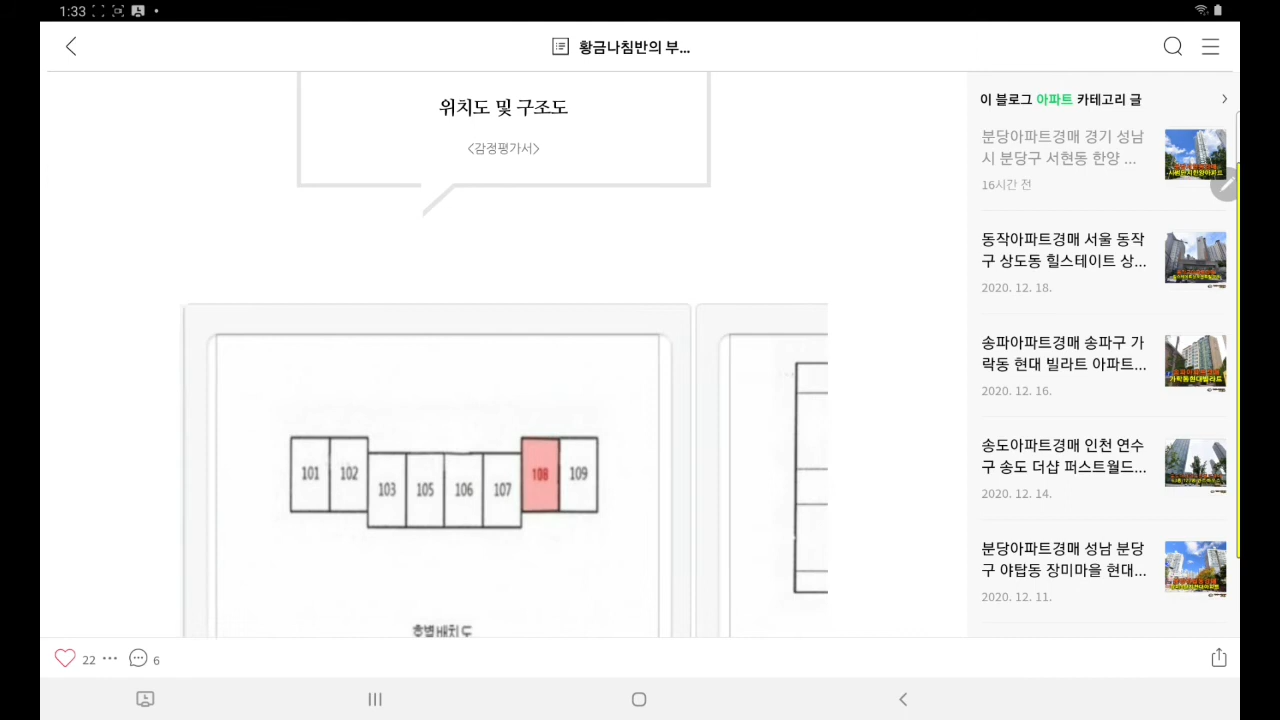 1:33
황금나침반의 부...
위치도 및 구조도
<감정평가서>
101
102
103
105
106
107
108
109
호별배치도
이 블로그 아파트 카테고리 글
분당아파트경매 경기 성남
시 분당구 서현동 한양 ...
16시간 전
동작아파트경매 서울 동작
구 상도동 힐스테이트 상...
2020. 12. 18.
송파아파트경매 송파구 가
락동 현대 빌라트 아파트...
2020. 12. 16.
송도아파트경매 인천 연수
구 송도 더샵 퍼스트월드...
2020. 12. 14.
분당아파트경매 성남 분당
구 야탑동 장미마을 현대...
2020. 12. 11.
22
6